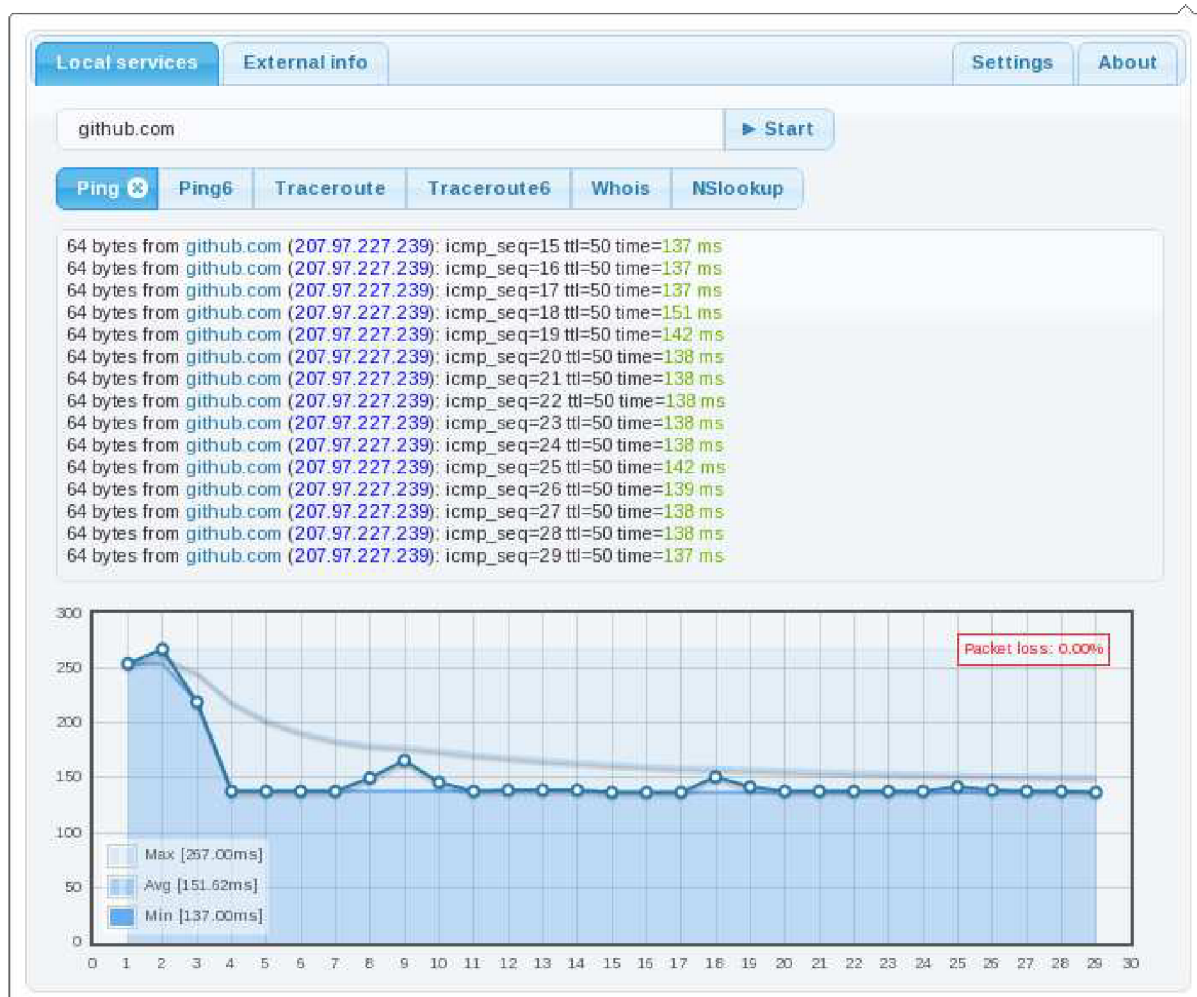 Local services External info Settings About
github.com Start
Ping Ping6 Traceroute Traceroute6 Whois NSlookup
64 bytes from github.com (207.97.227.239): icmp_seq=15 ttl=50 time=137 ms
64 bytes from github.com (207.97.227.239): icmp_seq=16 ttl=50 time=137 ms
64 bytes from github.com (207.97.227.239): icmp_seq=17 ttl=50 time=137 ms
64 bytes from github.com (207.97.227.239): icmp_seq=18 ttl=50 time=151 ms
64 bytes from github.com (207.97.227.239): icmp_seq=19 ttl=50 time=142 ms
64 bytes from github.com (207.97.227.239): icmp_seq=20 ttl=50 time=138 ms
64 bytes from github.com (207.97.227.239): icmp_seq=21 ttl=50 time=138 ms
64 bytes from github.com (207.97.227.239): icmp_seq=22 ttl=50 time=138 ms
64 bytes from github.com (207.97.227.239): icmp_seq=23 ttl=50 time=138 ms
64 bytes from github.com (207.97.227.239): icmp_seq=24 ttl=50 time=138 ms
64 bytes from github.com (207.97.227.239): icmp_seq=25 ttl=50 time=142 ms
64 bytes from github.com (207.97.227.239): icmp_seq=26 ttl=50 time=139 ms
64 bytes from github.com (207.97.227.239): icmp_seq=27 ttl=50 time=138 ms
64 bytes from github.com (207.97.227.239): icmp_seq=28 ttl=50 time=138 ms
64 bytes from github.com (207.97.227.239): icmp_seq=29 ttl=50 time=137 ms
300
Packet loss: 0.00%
250
200
150
100
Max [267.00ms]
50
Avg [151.62ms]
Min [137.00ms]
0
0 1 2 3 4 5 6 7 8 9 10 11 12 13 14 15 16 17 18 19 20 21 22 23 24 25 26 27 28 29 30